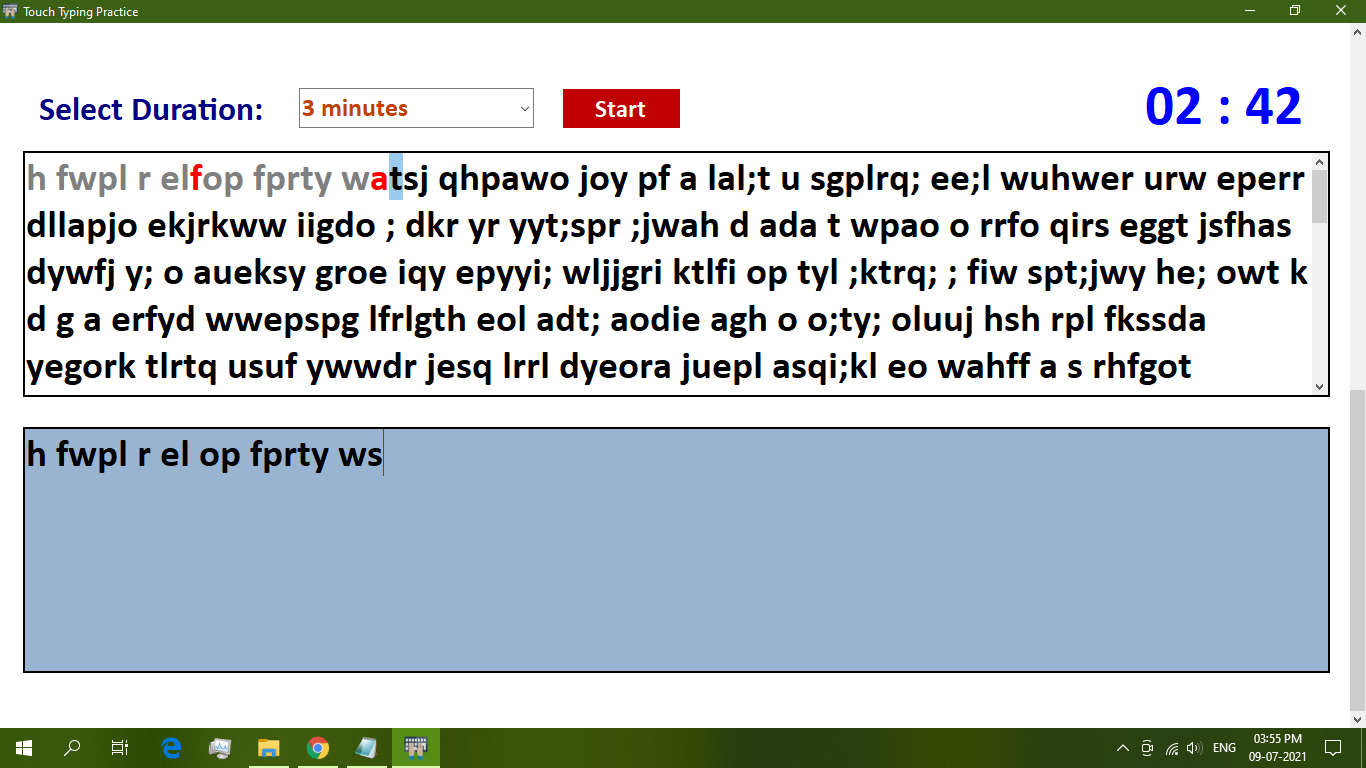 Touch Typing Practice
Select Duration:
3 minutes
Start
02 : 42
h fwpl r elfop fprty watsj qhpawo joy pf a lal;t u sgplrq; ee;l wuhwer urw eperr
dllapjo ekjrkww iigdo ; dkr yr yyt;spr ;jwah d ada t wpao o rrfo qirs eggt jsfhas
dywfj y; o aueksy groe iqy epyyi; wljjgri ktlfi op tyl ;ktrq; ; fiw spt;jwy he; owt k
d g a erfyd wwepspg lfrlgth eol adt; aodie agh o o;ty; oluuj hsh rpl fkssda
yegork tlrtq usuf ywwdr jesq lrrl dyeora juepl asqi;kl eo wahff a s rhfgot
h fwpl r el op fprty ws
ENG
03:55 PM
09-07-2021